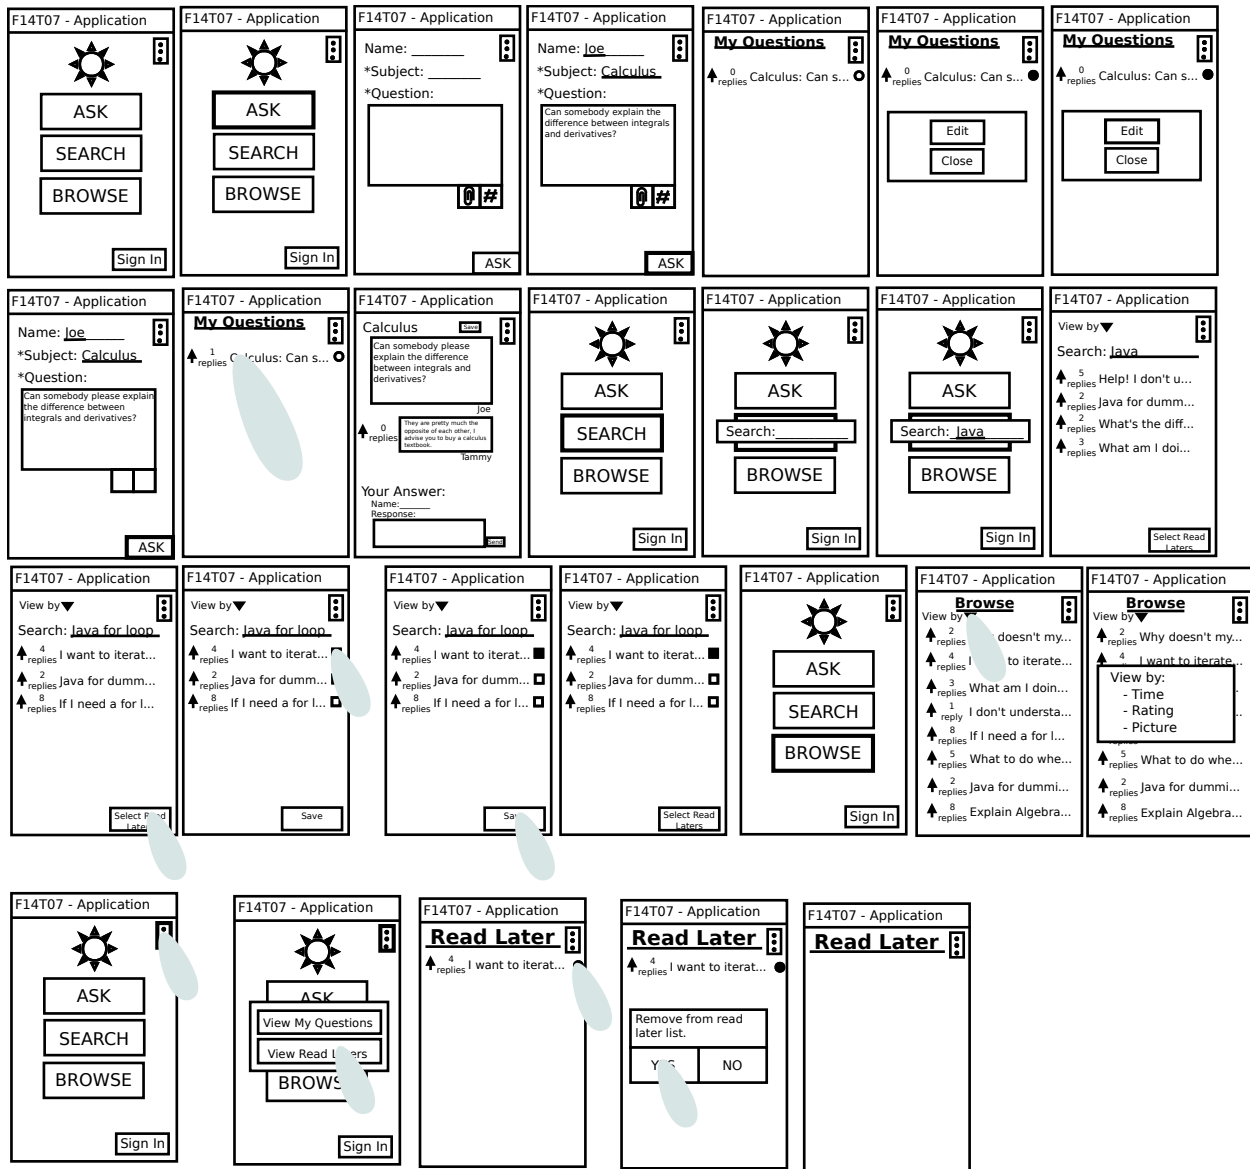 F14T07 - Application
ASK
SEARCH
BROWSE
Sign In
F14T07 - Application
ASK
SEARCH
BROWSE
Sign In
F14T07 - Application
Name: ________
*Subject: ________
*Question:
#
ASK
F14T07 - Application
Name: Joe
*Subject: Calculus
*Question:
Can somebody explain the
difference between integrals
and derivatives?
#
ASK
F14T07 - Application
My Questions
0
replies Calculus: Can s...
F14T07 - Application
My Questions
0
replies Calculus: Can s...
Edit
Close
F14T07 - Application
My Questions
0
replies Calculus: Can s...
Edit
Close
F14T07 - Application
Name: Joe
*Subject: Calculus
*Question:
Can somebody please explain
the difference between
integrals and derivatives?
ASK
F14T07 - Application
My Questions
1
replies Can s...
F14T07 - Application
Calculus
Save
Can somebody please
explain the difference
between integrals and
derivatives?
Joe
0
replies
They are pretty much the
opposite of each other, I
advise you to buy a calculus
textbook.
Tammy
Your Answer:
Name:______
Response:
Send
F14T07 - Application
ASK
SEARCH
BROWSE
Sign In
F14T07 - Application
ASK
Search:____________
BROWSE
Sign In
F14T07 - Application
ASK
Search: Java
BROWSE
Sign In
F14T07 - Application
View by
Search: Java
5
replies Help! I don't u...
2
replies Java for dumm...
2
replies What's the diff...
3
replies What am I doi...
Select Read
Laters
F14T07 - Application
View by
Search: Java for loop
4
replies I want to iterat...
2
replies Java for dumm...
8
replies If I need a for l...
Select Read
F14T07 - Application
View by
Search: Java for loop
4
replies I want to iterat...
2
replies Java for dumm...
8
replies If I need a for l...
Save
F14T07 - Application
View by
Search: Java for loop
4
replies I want to iterat...
2
replies Java for dumm...
8
replies If I need a for l...
F14T07 - Application
View by
Search: Java for loop
4
replies I want to iterat...
2
replies Java for dumm...
8
replies If I need a for l...
Select Read
Laters
F14T07 - Application
ASK
SEARCH
BROWSE
Sign In
F14T07 - Application
Browse
View by
2
replies doesn't my...
4
replies I to iterate...
3
replies What am I doin...
1
reply I don't understa...
8
replies If I need a for l...
5
replies What to do whe...
2
replies Java for dummi...
8
replies Explain Algebra...
F14T07 - Application
Browse
View by
2
replies Why doesn't my...
4
I want to iterate...
View by:
- Time
- Rating
- Picture
5
replies What to do whe...
2
replies Java for dummi...
8
replies Explain Algebra...
F14T07 - Application
ASK
SEARCH
BROWSE
Sign In
F14T07 - Application
ASK
View My Questions
View Read
BROWSE
Sign In
F14T07 - Application
Read Later
4
replies I want to iterat...
F14T07 - Application
Read Later
4
replies I want to iterat...
Remove from read
later list.
YES
NO
F14T07 - Application
Read Later